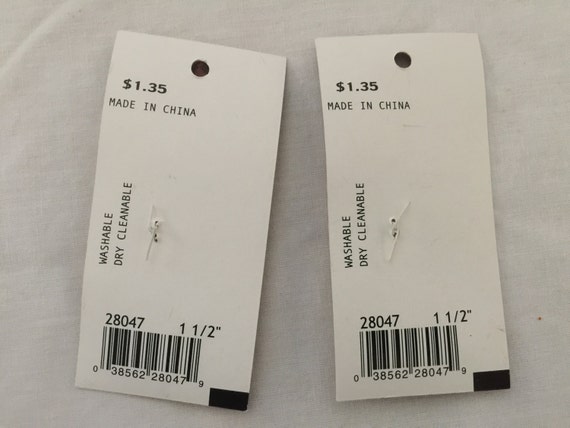 $1.35
MADE IN CHINA
WASHABLE
DRY CLEANABLE
28047 1 1/2"
0 38562 28047 9
$1.35
MADE IN CHINA
WASHABLE
DRY CLEANABLE
28047 1 1/2"
0 38562 28047 9